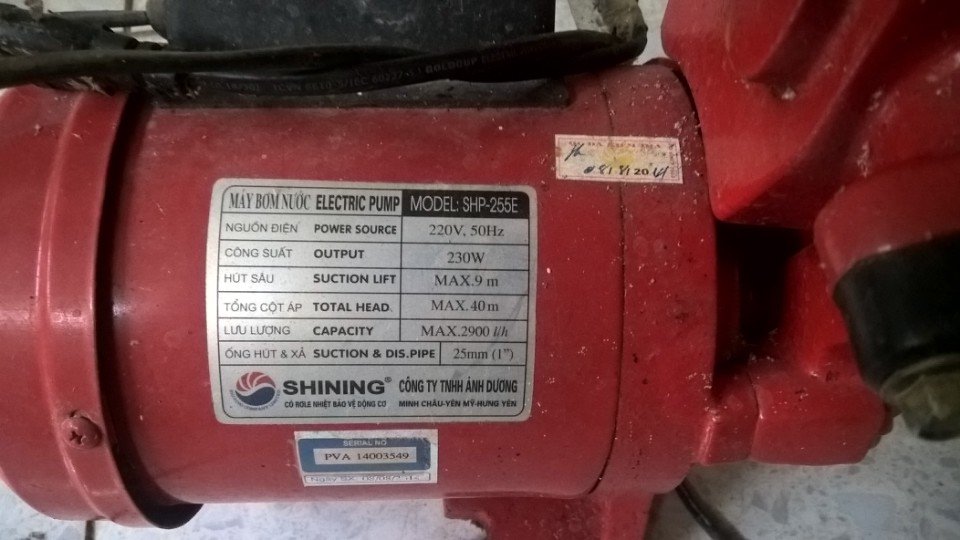 GOLDCUP
MÁY BƠM NƯỚC ELECTRIC PUMP MODEL: SHP-255E
NGUỒN ĐIỆN POWER SOURCE 220V, 50Hz
CÔNG SUẤT OUTPUT 230W
HÚT SÂU SUCTION LIFT MAX.9 m
TỔNG CỘT ÁP TOTAL HEAD MAX.40 m
LƯU LƯỢNG CAPACITY MAX.2900 l/h
ỐNG HÚT & XẢ SUCTION & DIS.PIPE 25mm (1")
SHINING® CÔNG TY TNHH ÁNH DƯƠNG
CÓ RƠLE NHIỆT BẢO VỆ ĐỘNG CƠ MINH CHÂU-YÊN MỸ-HƯNG YÊN
SERIAL NO
PVA 14003549
Ngày SX